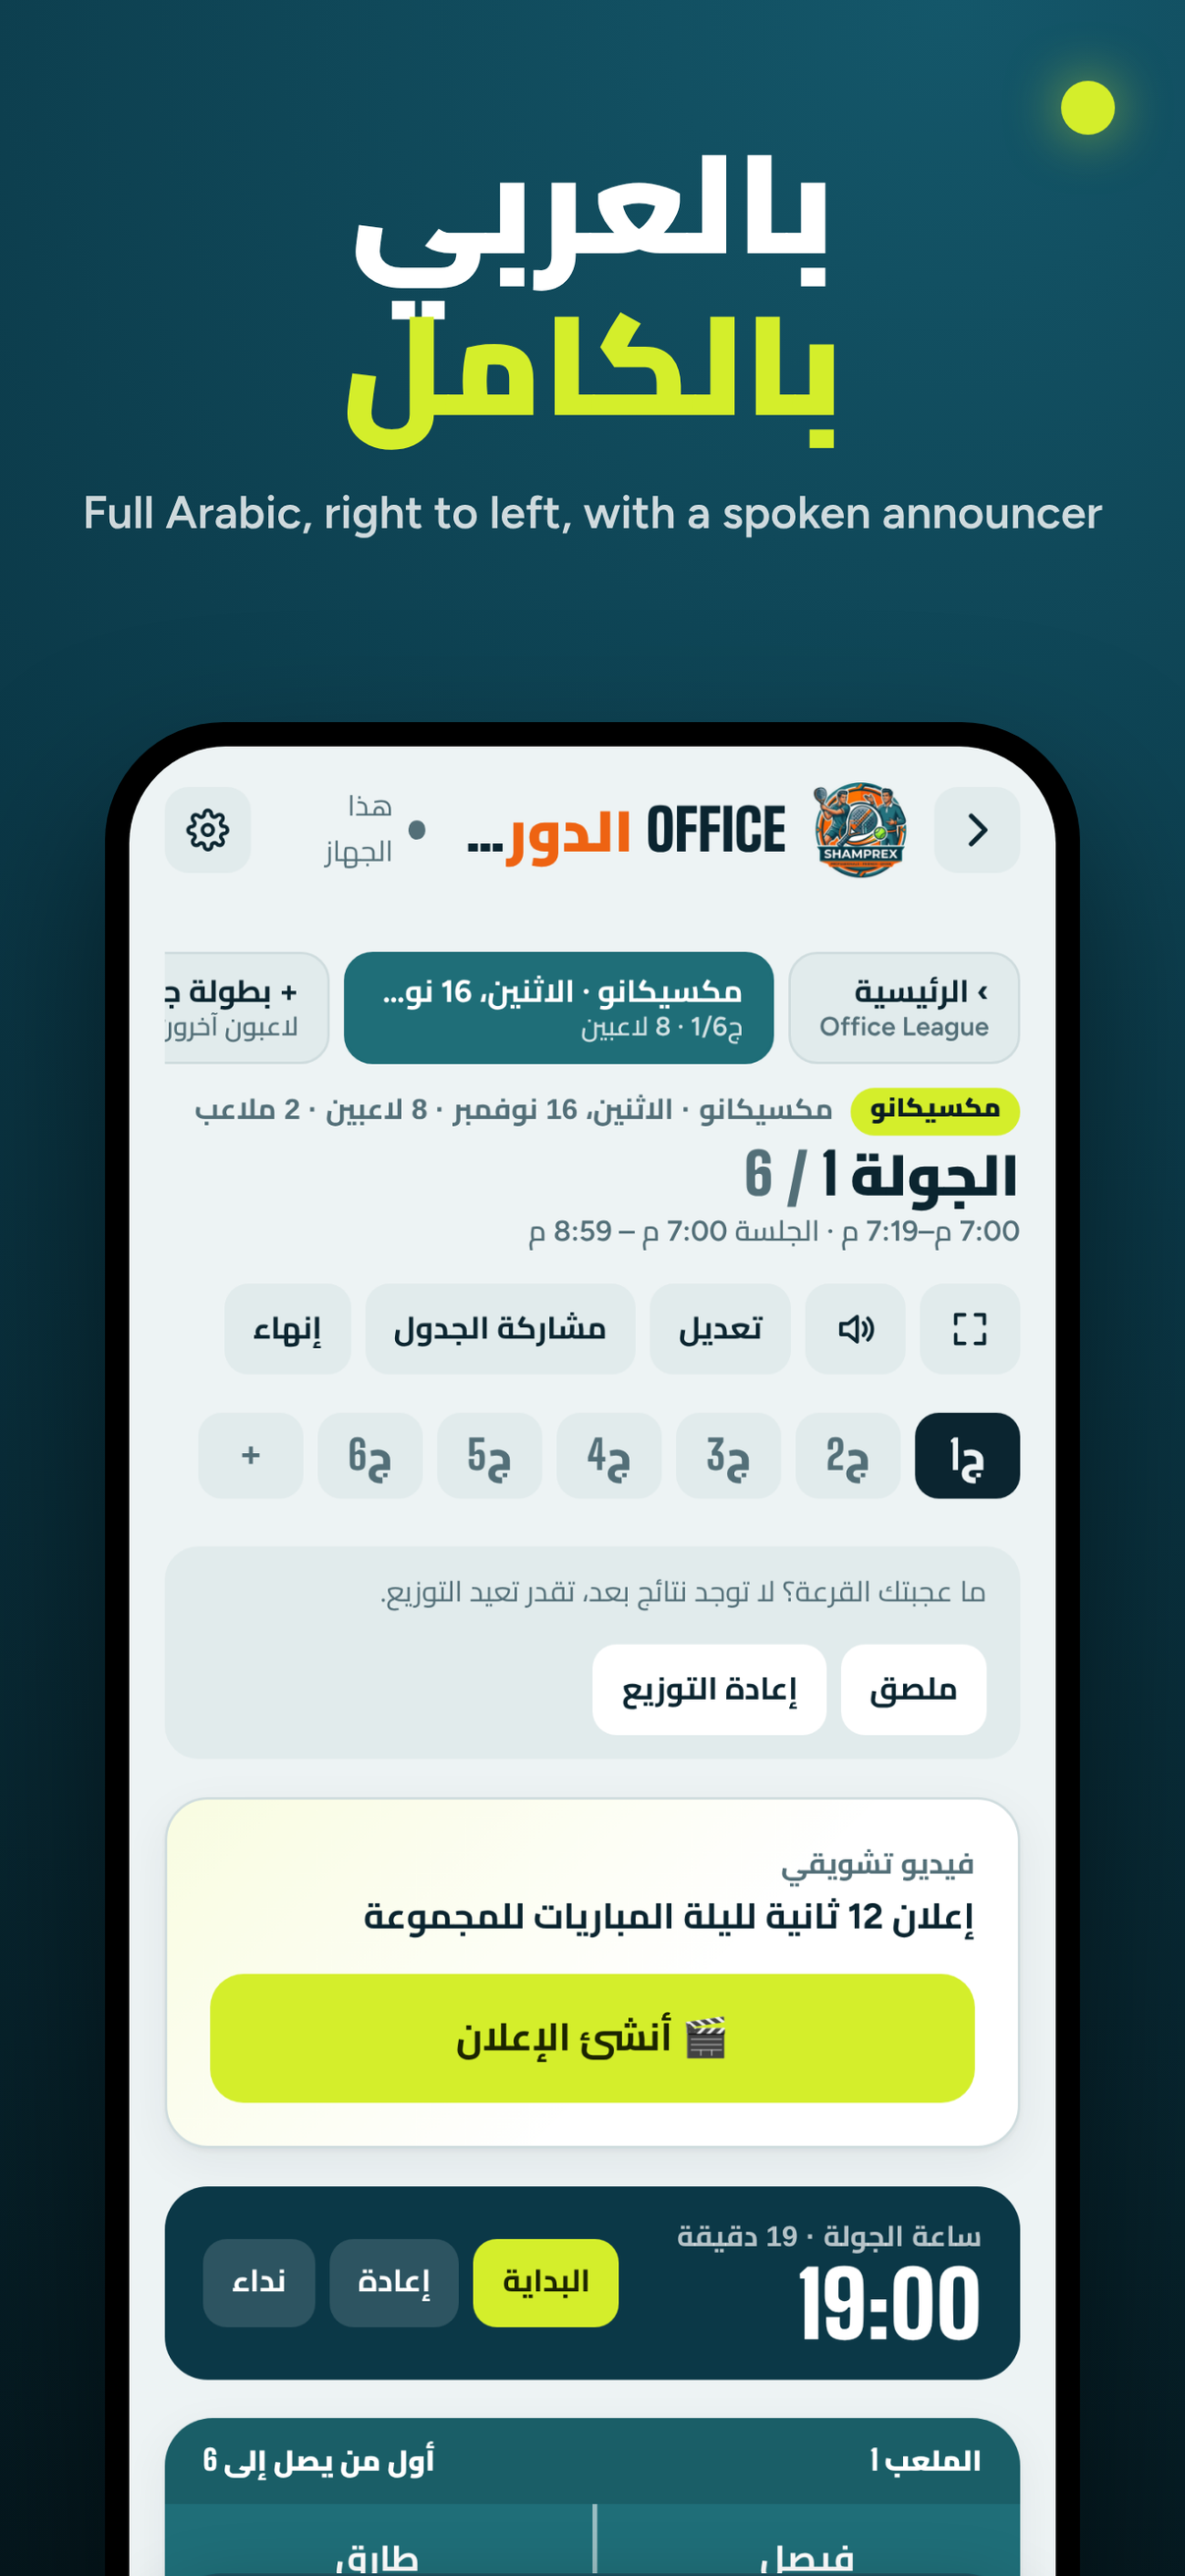 بالعربي
بالكامل
Full Arabic, right to left, with a spoken announcer
SHAMPREX
OFFICE الدور...
هذا
الجهاز
‹ الرئيسية
Office League
مكسيكانو · الاثنين، 16 نو...
ج1/6 · 8 لاعبين
+ بطولة ج
لاعبون آخرور
مكسيكانو
مكسيكانو · الاثنين، 16 نوفمبر · 8 لاعبين · 2 ملاعب
الجولة 1 / 6
7:00 م–7:19 م · الجلسة 7:00 م – 8:59 م
تعديل
مشاركة الجدول
إنهاء
ج1
ج2
ج3
ج4
ج5
ج6
+
ما عجبتك القرعة؟ لا توجد نتائج بعد، تقدر تعيد التوزيع.
ملصق
إعادة التوزيع
فيديو تشويقي
إعلان 12 ثانية لليلة المباريات للمجموعة
🎬 أنشئ الإعلان
ساعة الجولة · 19 دقيقة
19:00
البداية
إعادة
نداء
الملعب 1
أول من يصل إلى 6
فيصل
طارق